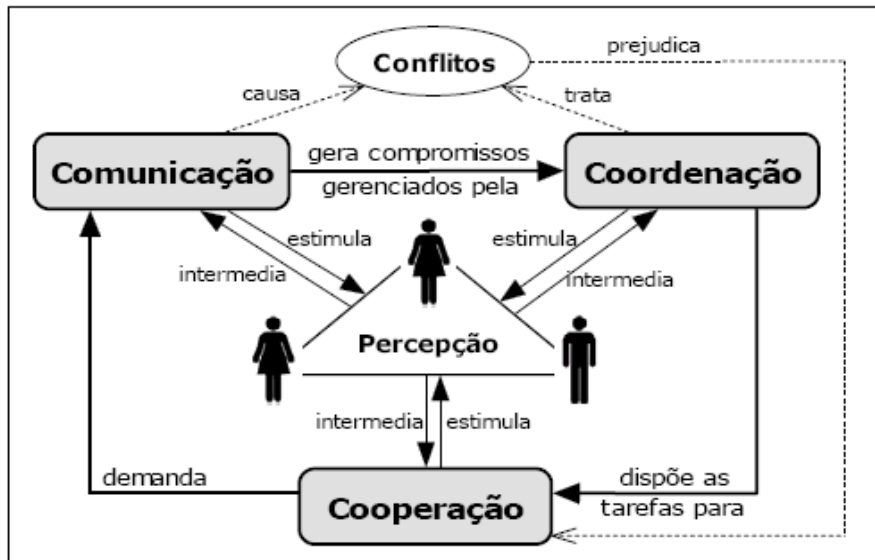 Conflitos
prejudica
causa
trata
Comunicação
gera compromissos
gerenciados pela
Coordenação
estimula
intermedia
estimula
intermedia
Percepção
intermedia
estimula
demanda
Cooperação
dispõe as
tarefas para